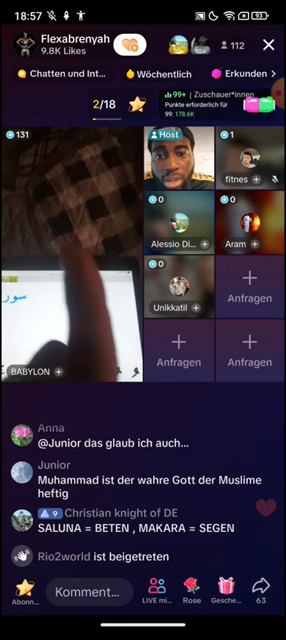 18:57
93
Flexabrenyah
9.8K Likes
112
Chatten und Int...
Wöchentlich
Erkunden
2/18
99+ | Zuschauer*innen
Punkte erforderlich für
99: 178.6K
131
Host
1
fitnes
0
Alessio Di...
0
Aram
سور
0
Unikkatil
Anfragen
BABYLON
Anfragen
Anfragen
Anna
@Junior das glaub ich auch...
Junior
Muhammad ist der wahre Gott der Muslime
heftig
9 Christian knight of DE
SALUNA = BETEN , MAKARA = SEGEN
Rio2world ist beigetreten
Abonn...
Komment...
LIVE mi...
Rose
Gesche...
63